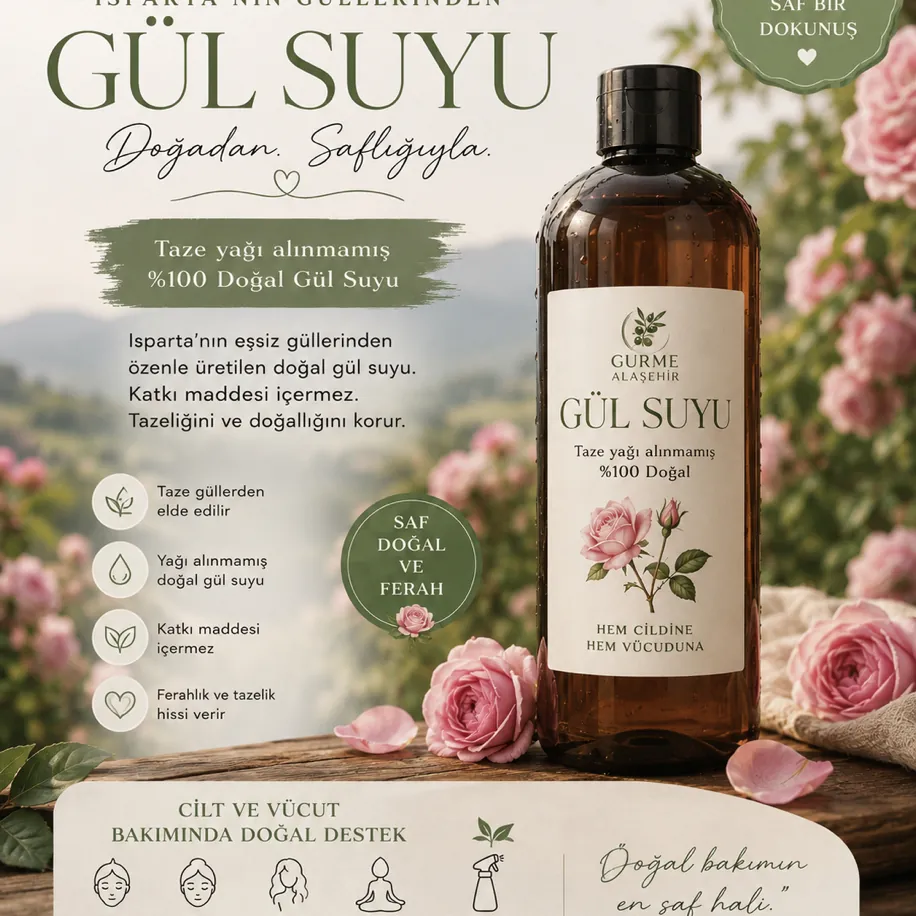 ISPARTA'NIN GÜLLERİNDEN
GÜL SUYU
Doğadan. Saflığıyla.
Taze yağı alınmamış
%100 Doğal Gül Suyu
Isparta'nın eşsiz güllerinden
özenle üretilen doğal gül suyu.
Katkı maddesi içermez.
Tazeliğini ve doğallığını korur.
Taze güllerden
elde edilir
Yağı alınmamış
doğal gül suyu
Katkı maddesi
içermez
Ferahlık ve tazelik
hissi verir
SAF
DOĞAL
VE
FERAH
SAF BİR
DOKUNUŞ
GURME
ALAŞEHİR
GÜL SUYU
Taze yağı alınmamış
%100 Doğal
HEM CİLDİNE
HEM VÜCUDUNA
CİLT VE VÜCUT
BAKIMINDA DOĞAL DESTEK
Doğal bakımın
en saf hali."